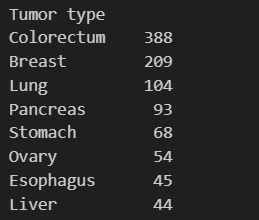 Tumor type
Colorectum 388
Breast 209
Lung 104
Pancreas 93
Stomach 68
Ovary 54
Esophagus 45
Liver 44